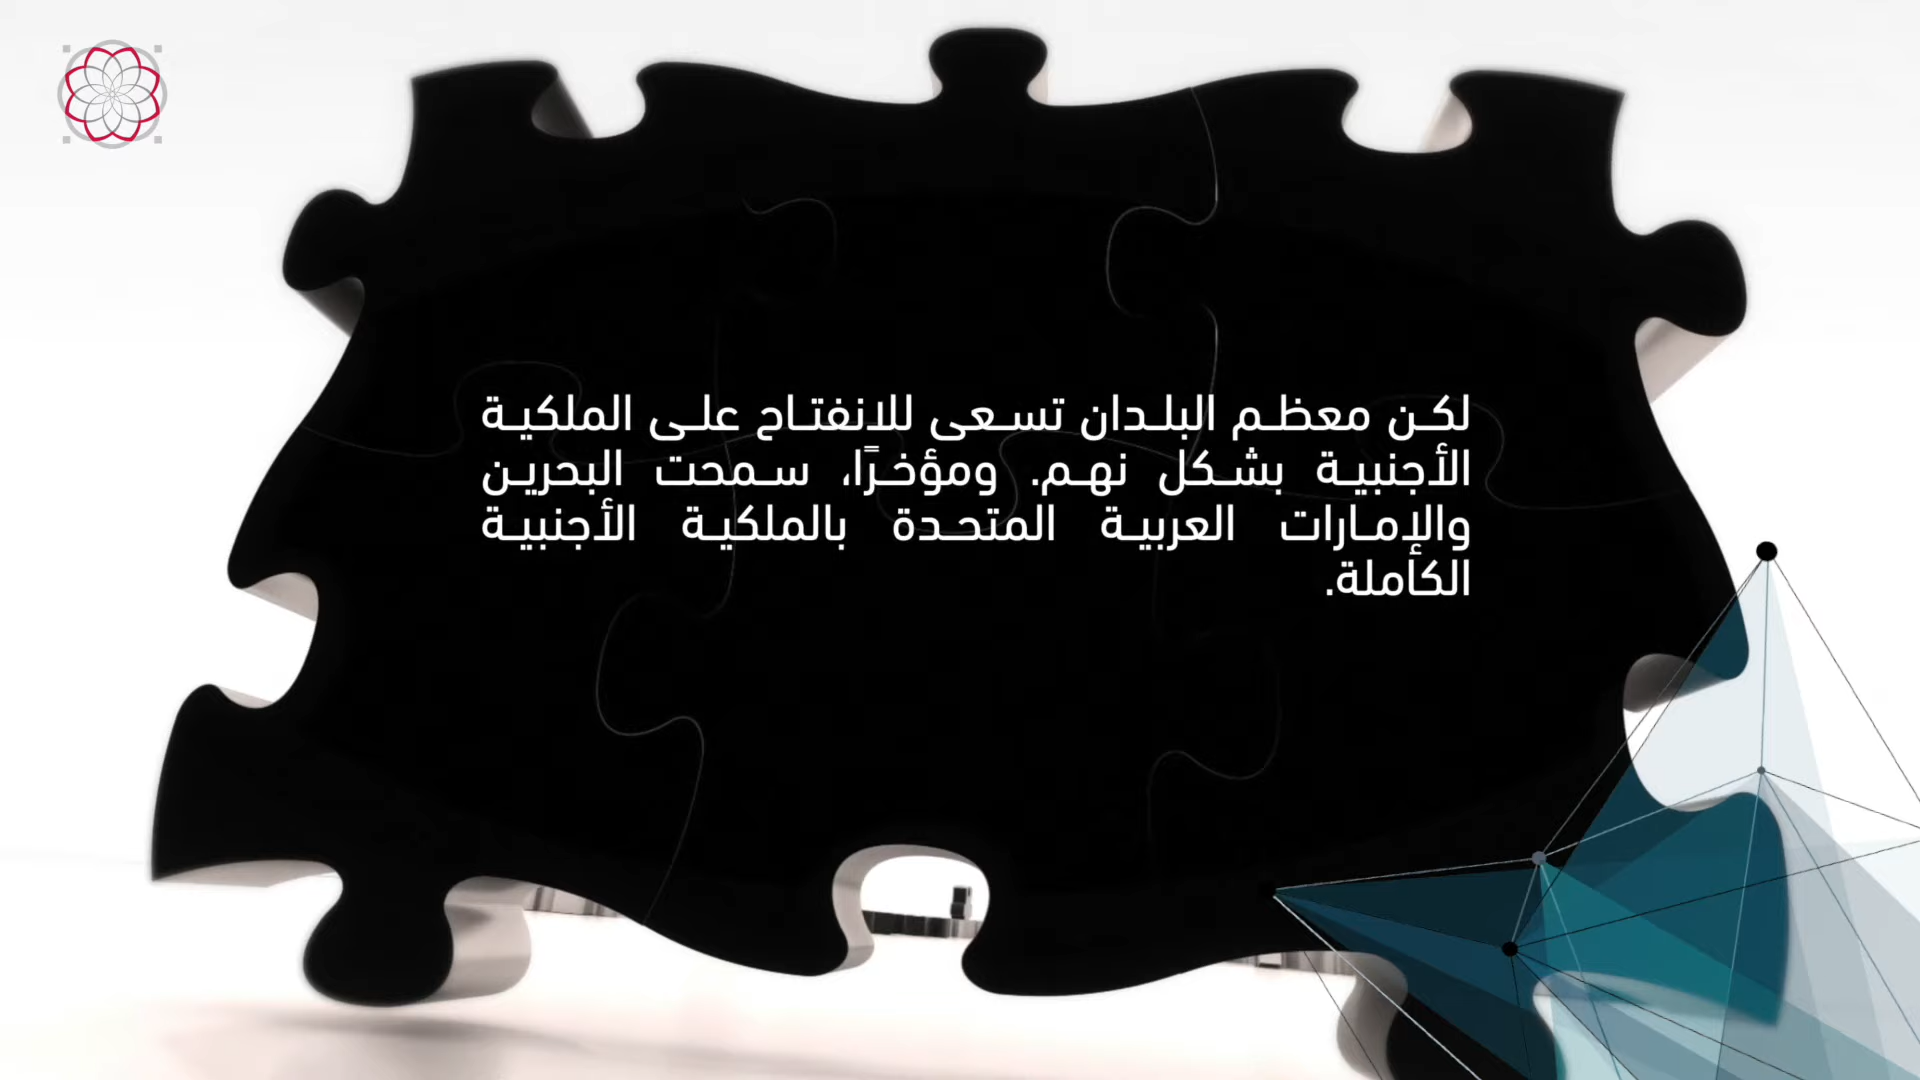 لكن معظم البلدان تسعى للانفتاح على الملكية
الأجنبية بشكل نهم. ومؤخرًا، سمحت البحرين
والإمارات العربية المتحدة بالملكية الأجنبية
الكاملة.